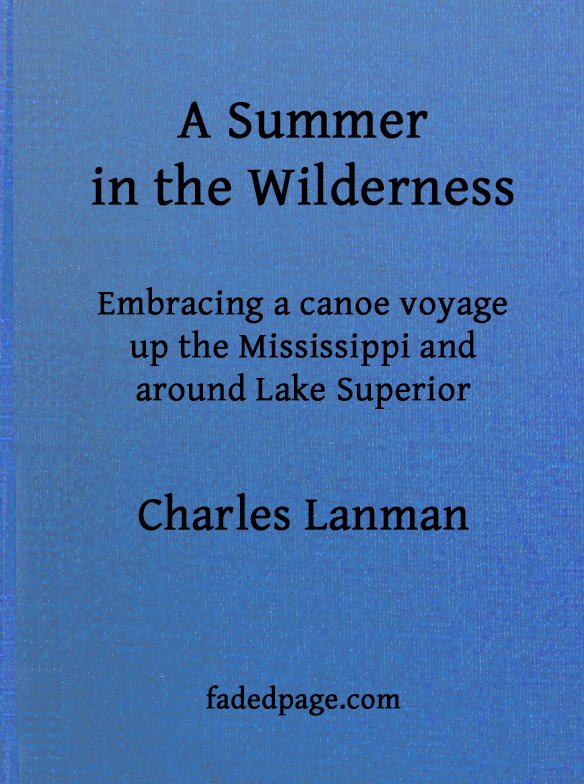 A Summer
in the Wilderness
Embracing a canoe voyage
up the Mississippi and
around Lake Superior
Charles Lanman
fadedpage.com